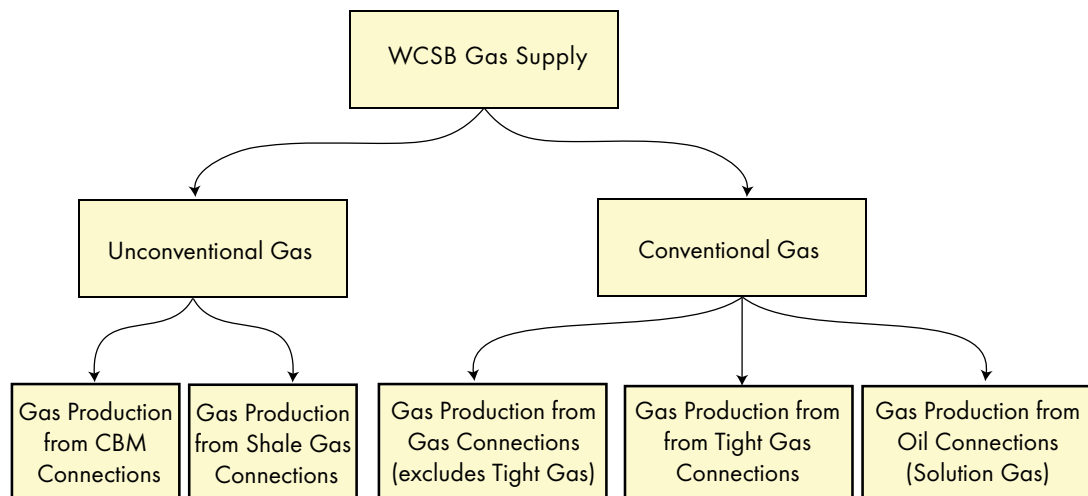 WCSB Gas Supply
Unconventional Gas
Conventional Gas
Gas Production
from CBM
Connections
Gas Production
from Shale Gas
Connections
Gas Production from
Gas Connections
(excludes Tight Gas)
Gas Production from
from Tight Gas
Connections
Gas Production from
Oil Connections
(Solution Gas)